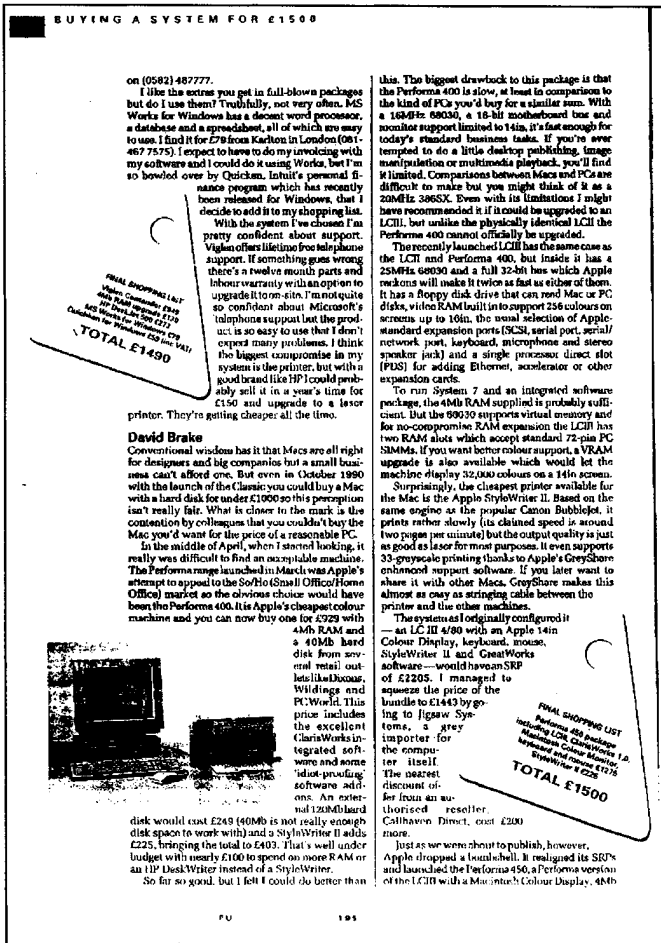 BUYING A SYSTEM FOR £1500
on (0582) 487777.
I like the extras you get in full-blown packages
but do I use them? Truthfully, not very often. MS
Works for Windows has a decent word processor,
a database and a spreadsheet, all of which are easy
to use. I find it for £79 from Karlton in London (081-
467 7575). I expect to have to do my invoicing with
my software and I could do it using Works, but I'm
so bowled over by Quicken, Intuit's personal fi-
nance program which has recently
been released for Windows, that I
decide to add it to my shopping list.
With the system I've chosen I'm
pretty confident about support.
Viglen offers lifetime free telephone
support. If something goes wrong
there's a twelve month parts and
labour warranty with an option to
upgrade it to on-site. I'm not quite
so confident about Microsoft's
telephone support but the prod-
uct is so easy to use that I don't
expect many problems. I think
the biggest compromise in my
system is the printer, but with a
good brand like HP I could prob-
ably sell it in a year's time for
£150 and upgrade to a laser
printer. They're getting cheaper all the time.
FINAL SHOPPING LIST
4Mb RAM upgrade
MS Works for Windows £79
TOTAL £1490
David Brake
Conventional wisdom has it that Macs are all right
for designers and big companies but a small busi-
ness can't afford one. But even in October 1990
with the launch of the Classic you could buy a Mac
with a hard disk for under £1000 so this perception
isn't really fair. What is closer to the mark is the
contention by colleagues that you couldn't buy the
Mac you'd want for the price of a reasonable PC.
In the middle of April, when I started looking, it
really was difficult to find an acceptable machine.
The Performa range launched in March was Apple's
attempt to appeal to the So/Ho (Small Office/Home
Office) market so the obvious choice would have
been the Performa 400. It is Apple's cheapest colour
machine and you can now buy one for £929 with
4Mb RAM and
a 40Mb hard
disk from sev-
eral retail out-
lets like Dixons,
Wildings and
PC World. This
price includes
the excellent
ClarisWorks in-
tegrated soft-
ware and some
'idiot-proofing'
software add-
ons. An exter-
nal 120Mb hard
disk would cost £249 (40Mb is not really enough
disk space to work with) and a StyleWriter II adds
£225, bringing the total to £403. That's well under
budget with nearly £100 to spend on more RAM or
an HP DeskWriter instead of a StyleWriter.
So far so good, but I felt I could do better than
this. The biggest drawback to this package is that
the Performa 400 is slow, at least in comparison to
the kind of PCs you'd buy for a similar sum. With
a 16MHz 68030, a 16-bit motherboard bus and
monitor support limited to 14in, it's fast enough for
today's standard business tasks. If you're ever
tempted to do a little desktop publishing, image
manipulation or multimedia playback, you'll find
it limited. Comparisons between Macs and PCs are
difficult to make but you might think of it as a
20MHz 386SX. Even with its limitations I might
have recommended it if it could be upgraded to an
LCIII, but unlike the physically identical LCII the
Performa 400 cannot officially be upgraded.
The recently launched LCIII has the same case as
the LCII and Performa 400, but inside it has a
25MHz 68030 and a full 32-bit bus which Apple
reckons will make it twice as fast as either of them.
It has a floppy disk drive that can read Mac or PC
disks, video RAM built in to support 256 colours on
screens up to 16in, the usual selection of Apple-
standard expansion ports (SCSI, serial port, serial/
network port, keyboard, microphone and stereo
speaker jack) and a single processor direct slot
(PDS) for adding Ethernet, accelerator or other
expansion cards.
To run System 7 and an integrated software
package, the 4Mb RAM supplied is probably suffi-
cient. But the 68030 supports virtual memory and
for no-compromise RAM expansion the LCIII has
two RAM slots which accept standard 72-pin PC
SIMMs. If you want better colour support, a VRAM
upgrade is also available which would let the
machine display 32,000 colours on a 14in screen.
Surprisingly, the cheapest printer available for
the Mac is the Apple StyleWriter II. Based on the
same engine as the popular Canon BubbleJet, it
prints rather slowly (its claimed speed is around
two pages per minute) but the output quality is just
as good as laser for most purposes. It even supports
33-greyscale printing thanks to Apple's GreyShare
enhanced support software. If you later want to
share it with other Macs, GreyShare makes this
almost as easy as stringing cable between the
printer and the other machines.
The system as I originally configured it
— an LC III 4/80 with an Apple 14in
Colour Display, keyboard, mouse,
StyleWriter II and GreatWorks
software — would have an SRP
of £2205. I managed to
squeeze the price of the
bundle to £1443 by go-
ing to Jigsaw Sys-
tems, a grey
importer for
the compu-
ter itself.
The nearest
discount of-
fer from an au-
thorised reseller,
Callhaven Direct, cost £200
more.
FINAL SHOPPING LIST
Performa 450 package
including LCIII, ClarisWorks 1.0,
Macintosh Colour Monitor,
keyboard and mouse £1275
StyleWriter II £225
TOTAL £1500
Just as we were about to publish, however,
Apple dropped a bombshell. It realigned its SRPs
and launched the Performa 450, a Performa version
of the LCIII with a Macintosh Colour Display, 4Mb
195